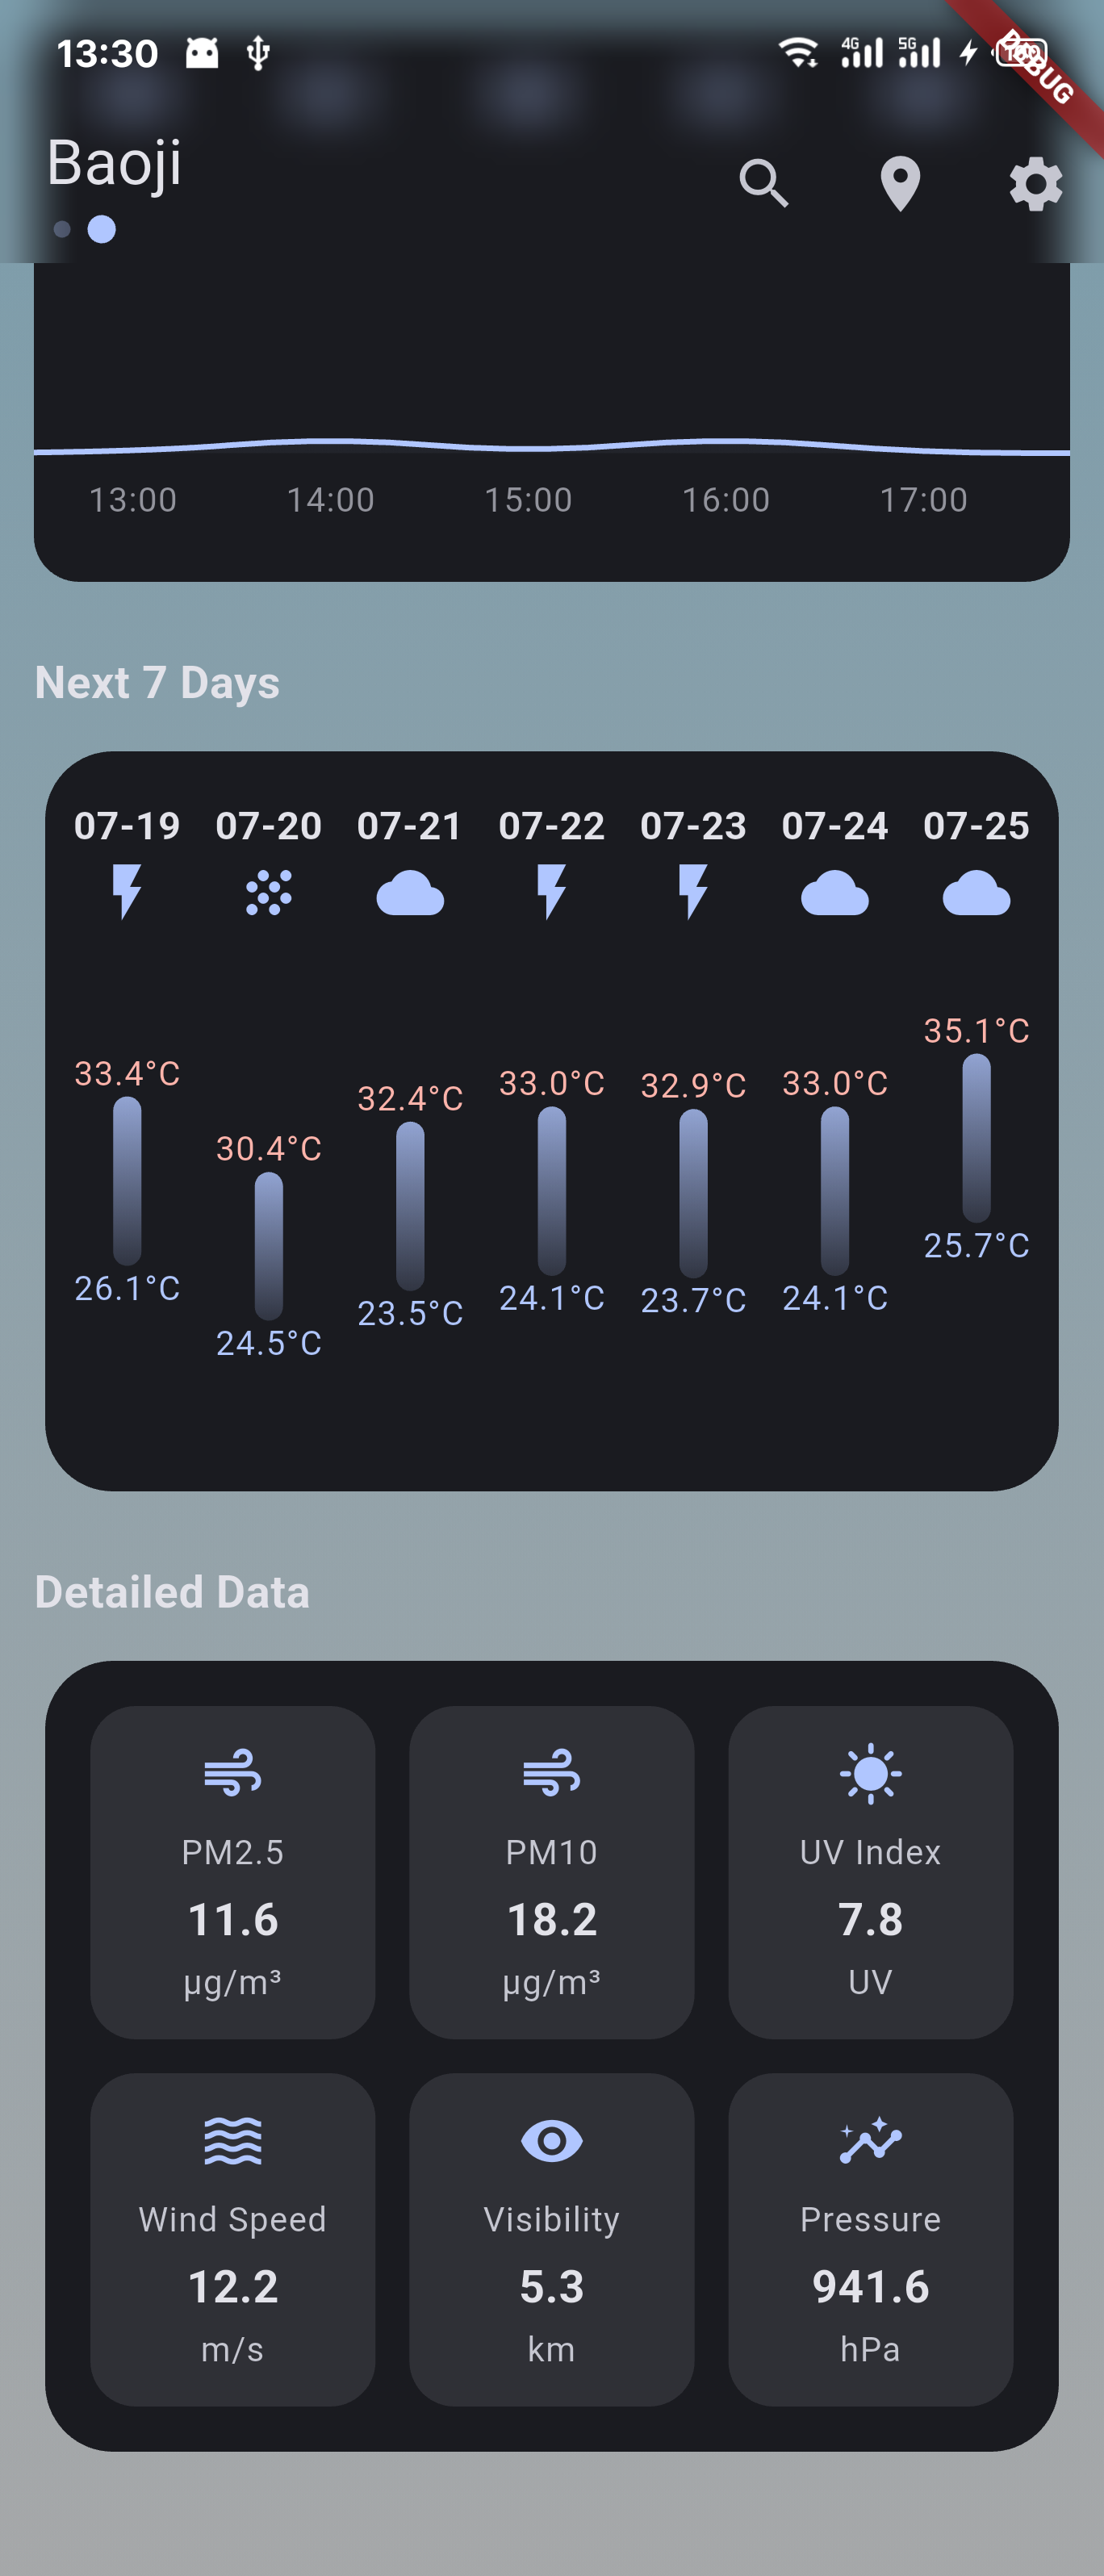 13:30
4G
5G
DEBUG
Baoji
13:00 14:00 15:00 16:00 17:00
Next 7 Days
07-19 07-20 07-21 07-22 07-23 07-24 07-25
33.4°C 30.4°C 32.4°C 33.0°C 32.9°C 33.0°C 35.1°C
26.1°C 24.5°C 23.5°C 24.1°C 23.7°C 24.1°C 25.7°C
Detailed Data
PM2.5 PM10 UV Index
11.6 18.2 7.8
µg/m³ µg/m³ UV
Wind Speed Visibility Pressure
12.2 5.3 941.6
m/s km hPa